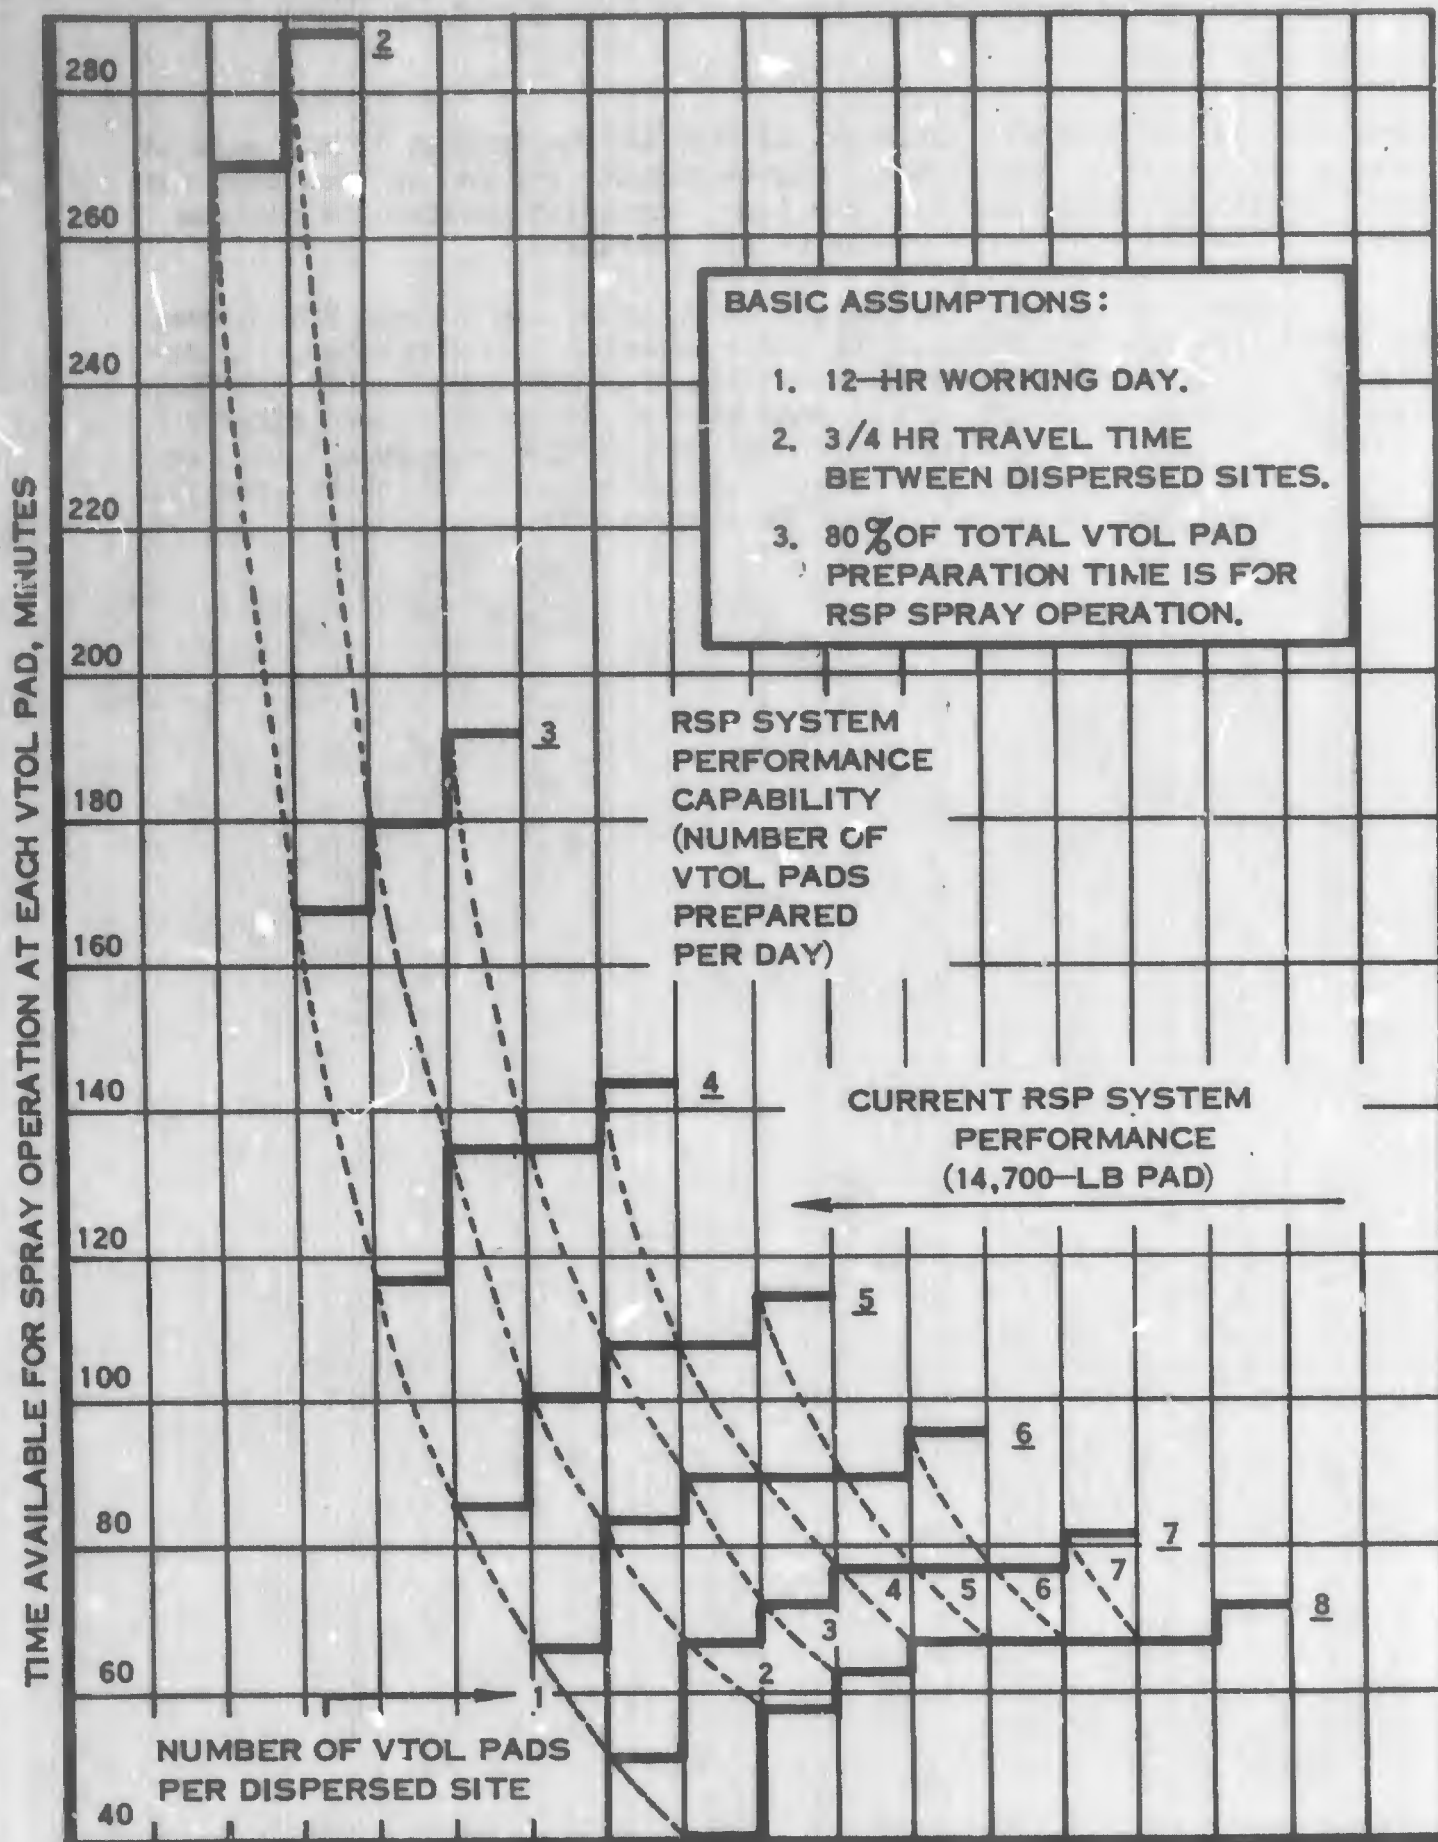 TIME AVAILABLE FOR SPRAY OPERATION AT EACH VTOL PAD, MINUTES
280
260
240
220
200
180
160
140
120
100
80
60
40
2
BASIC ASSUMPTIONS:
1. 12-HR WORKING DAY.
2. 3/4 HR TRAVEL TIME
BETWEEN DISPERSED SITES.
3. 80% OF TOTAL VTOL PAD
PREPARATION TIME IS FOR
RSP SPRAY OPERATION.
3
RSP SYSTEM
PERFORMANCE
CAPABILITY
(NUMBER OF
VTOL PADS
PREPARED
PER DAY)
4
CURRENT RSP SYSTEM
PERFORMANCE
(14,700-LB PAD)
5
6
7
8
1
2
3
4
5
6
7
NUMBER OF VTOL PADS
PER DISPERSED SITE